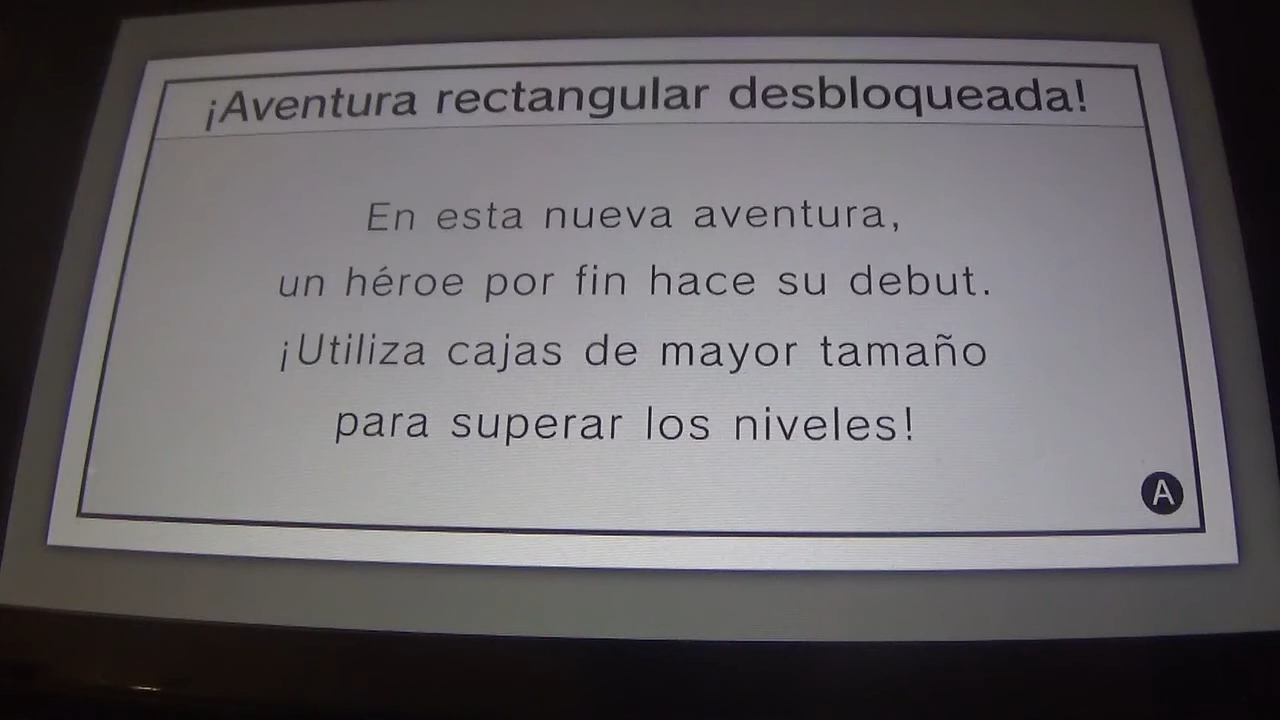 ¡Aventura rectangular desbloqueada!
En esta nueva aventura,
un héroe por fin hace su debut.
¡Utiliza cajas de mayor tamaño
para superar los niveles!
A